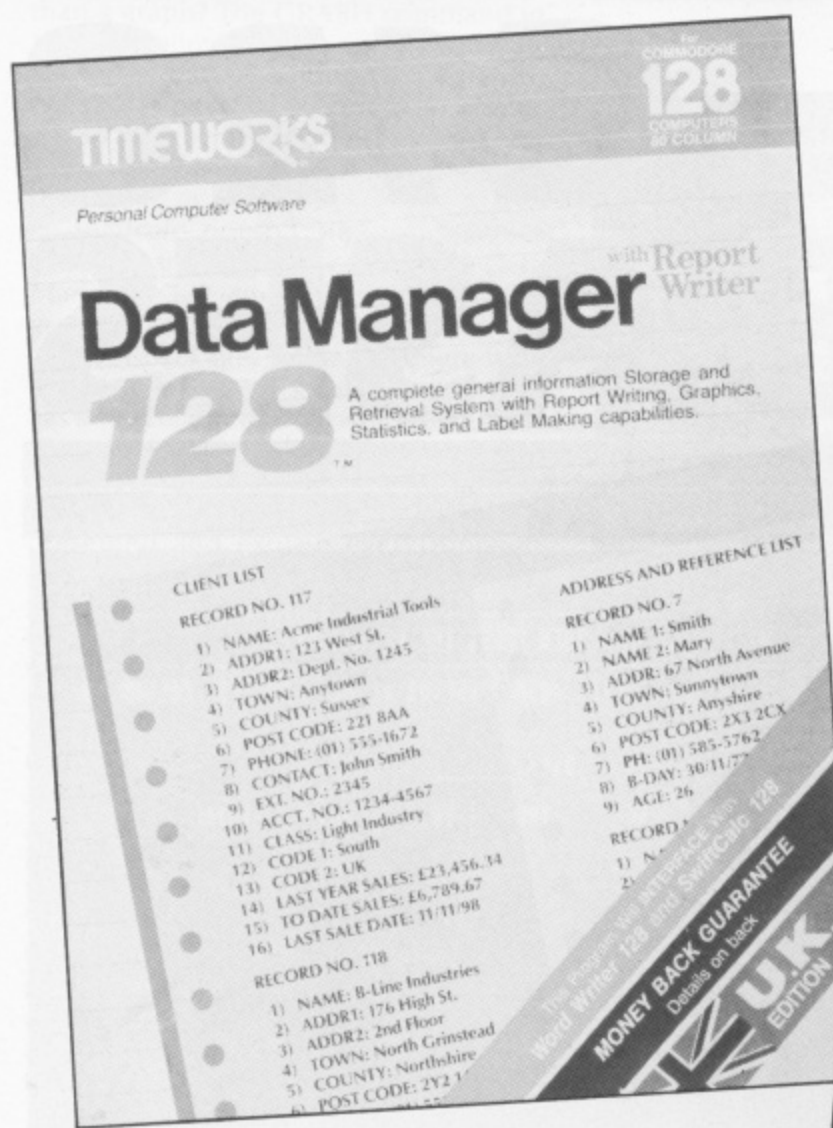 for
COMMODORE
128
COMPUTERS
80 COLUMN
TIMEWORKS
Personal Computer Software
with Report
Writer
Data Manager
128
TM
A complete general information Storage and
Retrieval System with Report Writing, Graphics,
Statistics, and Label Making capabilities.
CLIENT LIST
RECORD NO. 117
1) NAME: Acme Industrial Tools
2) ADDR1: 123 West St.
3) ADDR2: Dept. No. 1245
4) TOWN: Anytown
5) COUNTY: Sussex
6) POST CODE: 221 8AA
7) PHONE: (01) 555-1672
8) CONTACT: John Smith
9) EXT. NO.: 2345
10) ACCT. NO.: 1234-4567
11) CLASS: Light Industry
12) CODE 1: South
13) CODE 2: UK
14) LAST YEAR SALES: £23,456.34
15) TO DATE SALES: £6,789.67
16) LAST SALE DATE: 11/11/98
RECORD NO. 118
1) NAME: B-Line Industries
2) ADDR1: 176 High St.
3) ADDR2: 2nd Floor
4) TOWN: North Grinstead
5) COUNTY: Northshire
6) POST CODE: 2Y2
ADDRESS AND REFERENCE LIST
RECORD NO. 7
1) NAME 1: Smith
2) NAME 2: Mary
3) ADDR: 67 North Avenue
4) TOWN: Sunnytown
5) COUNTY: Anyshire
6) POST CODE: 2X3 2CX
7) PH: (01) 585-5762
8) B-DAY: 30/11/7
9) AGE: 26
RECORD
1) N
2)
This Program Will INTERFACE With
Word Writer 128 and SwiftCalc 128
MONEY BACK GUARANTEE
Details on back
U.K.
EDITION